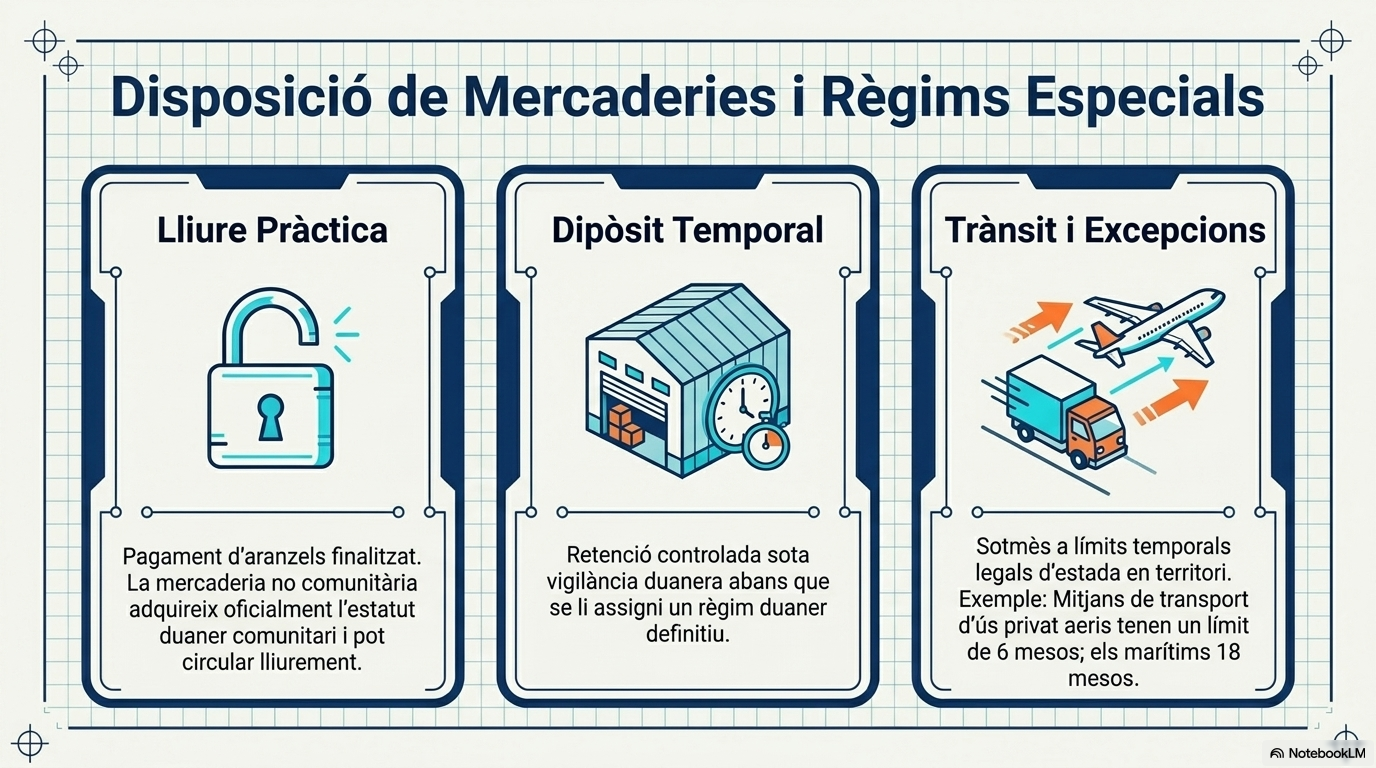 Disposició de Mercaderies i Règims Especials
Lliure Pràctica
Pagament d'aranzels finalitzat.
La mercaderia no comunitària
adquireix oficialment l'estatut
duaner comunitari i pot
circular lliurement.
Dipòsit Temporal
Retenció controlada sota
vigilància duanera abans que
se li assigni un règim duaner
definitiu.
Trànsit i Excepcions
Sotmès a límits temporals
legals d'estada en territori.
Exemple: Mitjans de transport
d'ús privat aeris tenen un límit
de 6 mesos; els marítims 18
mesos.
NotebookLM